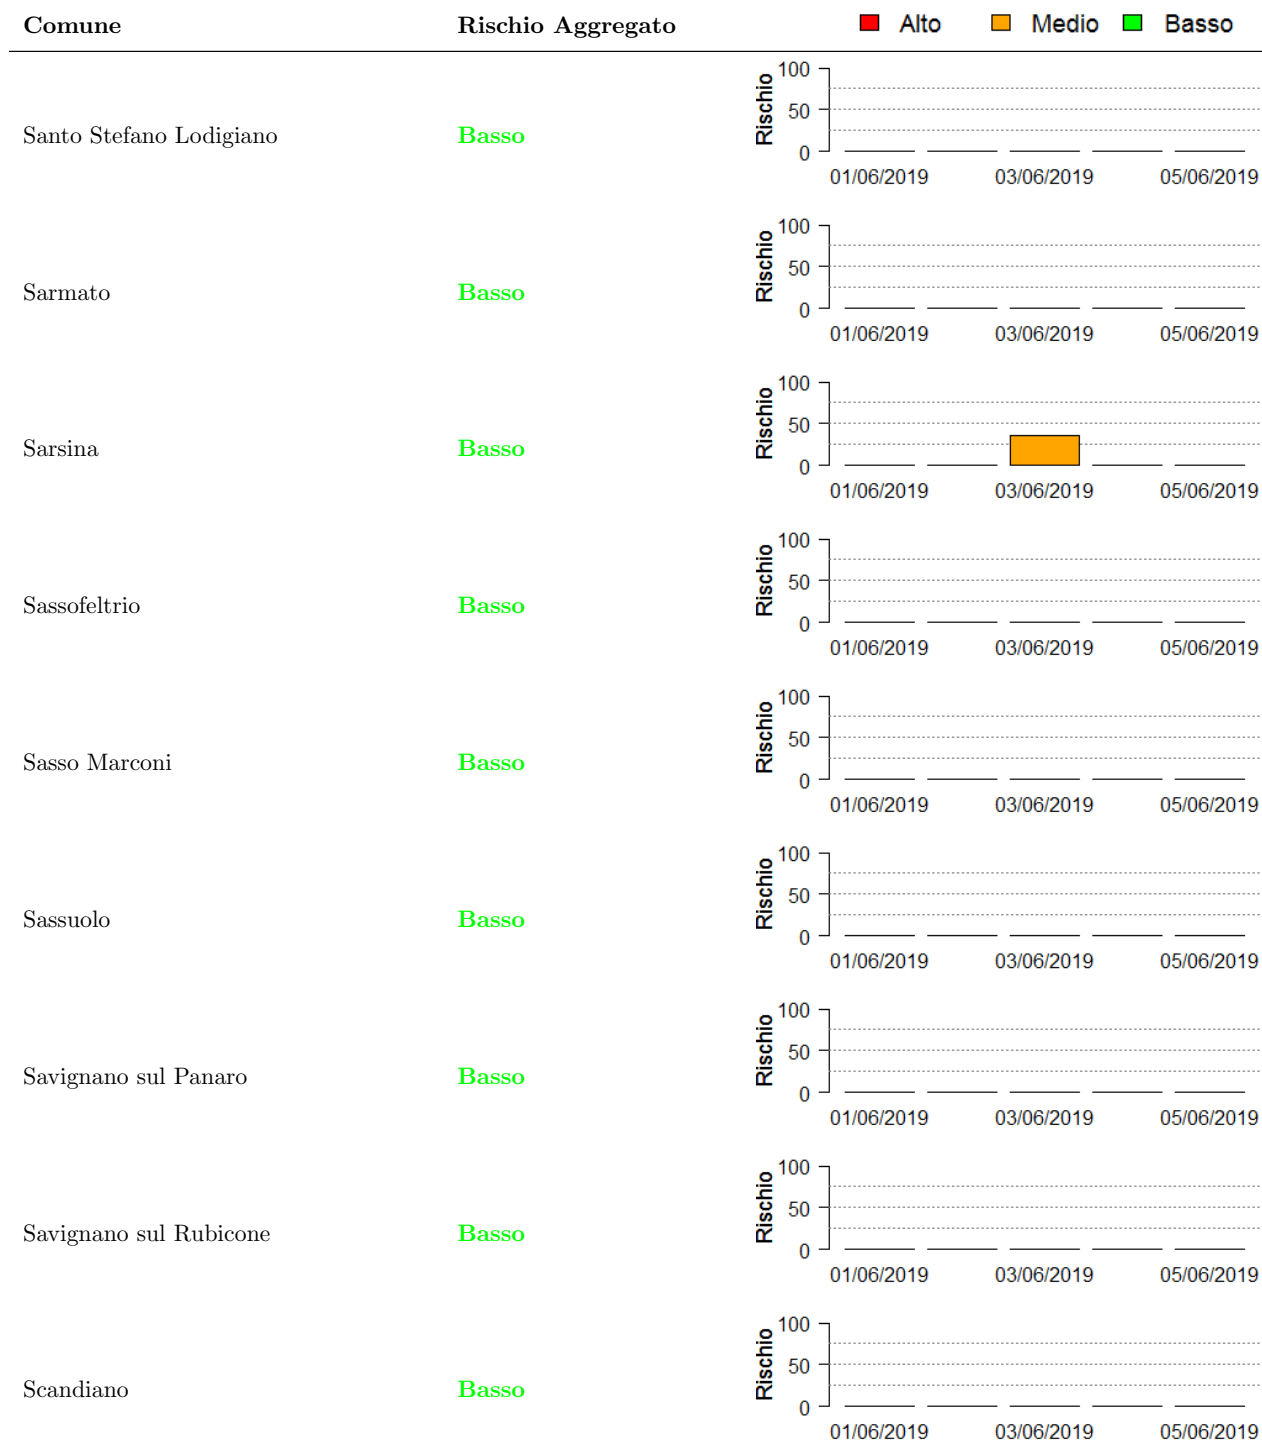 Comune Rischio Aggregato Alto Medio Basso
100
50
0
Rischio
Santo Stefano Lodigiano Basso
01/06/2019 03/06/2019 05/06/2019
100
50
0
Rischio
Sarmato Basso
01/06/2019 03/06/2019 05/06/2019
100
50
0
Rischio
Sarsina Basso
01/06/2019 03/06/2019 05/06/2019
100
50
0
Rischio
Sassofeltrio Basso
01/06/2019 03/06/2019 05/06/2019
100
50
0
Rischio
Sasso Marconi Basso
01/06/2019 03/06/2019 05/06/2019
100
50
0
Rischio
Sassuolo Basso
01/06/2019 03/06/2019 05/06/2019
100
50
0
Rischio
Savignano sul Panaro Basso
01/06/2019 03/06/2019 05/06/2019
100
50
0
Rischio
Savignano sul Rubicone Basso
01/06/2019 03/06/2019 05/06/2019
100
50
0
Rischio
Scandiano Basso
01/06/2019 03/06/2019 05/06/2019